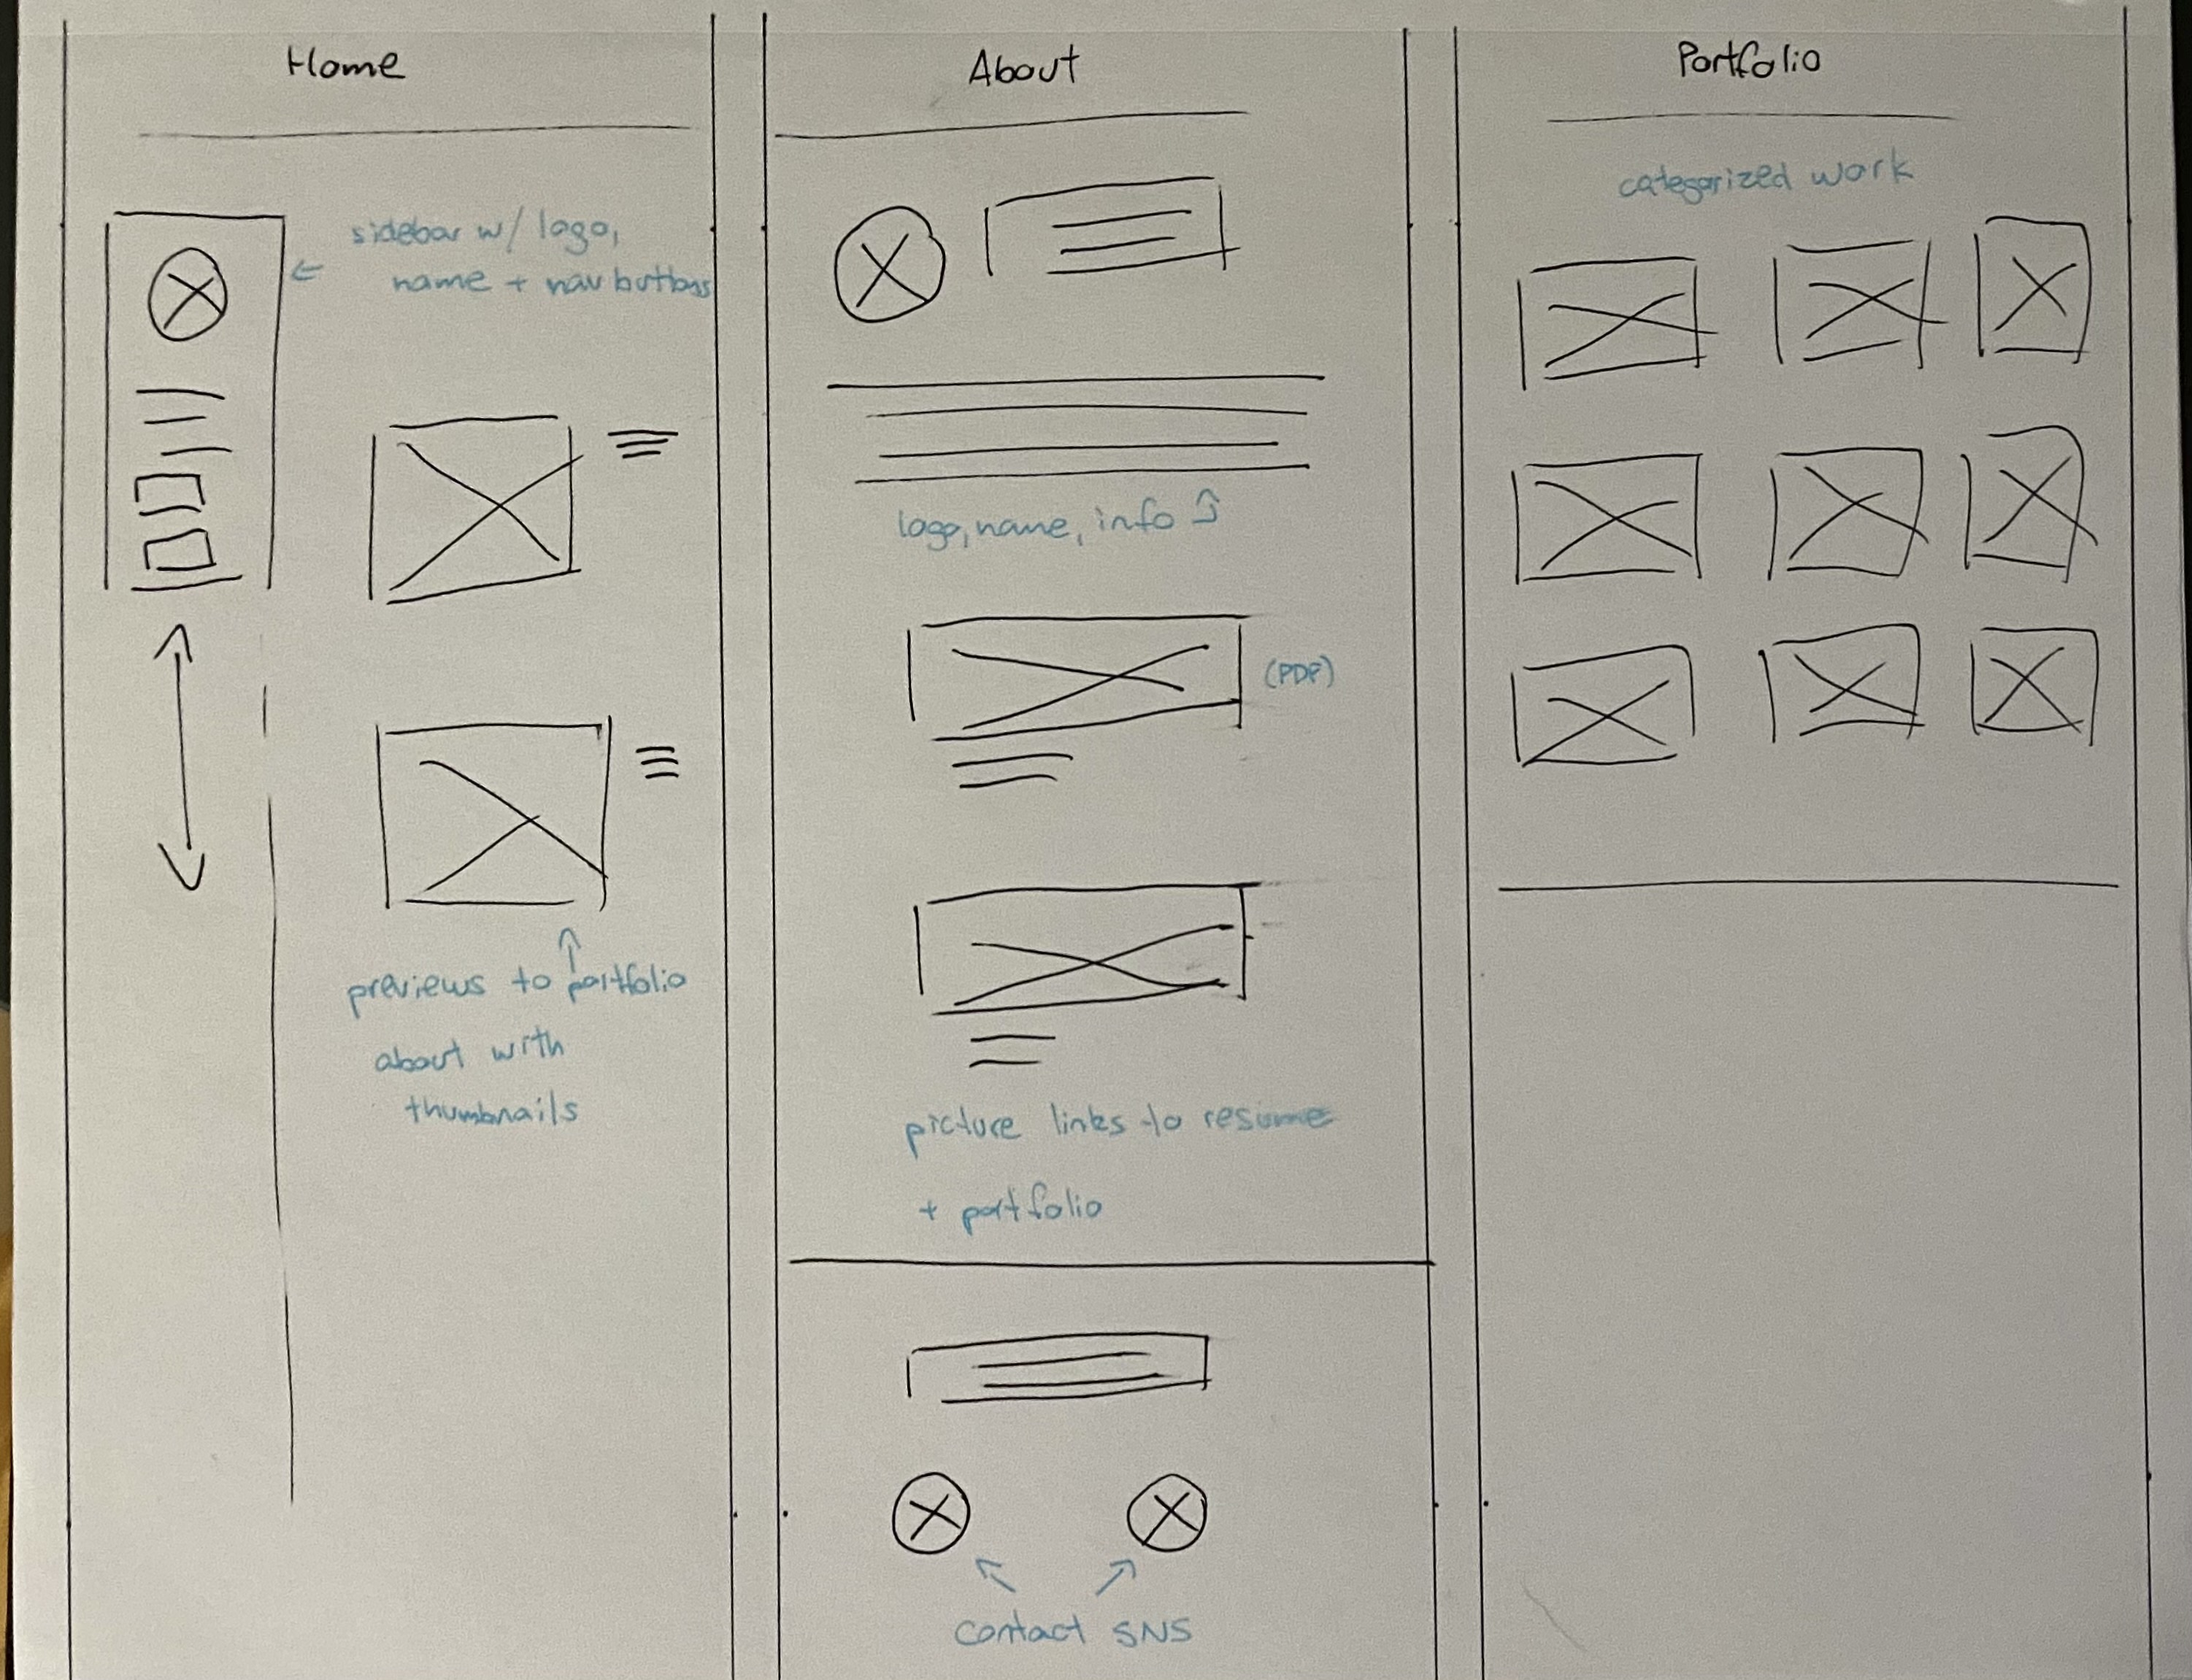 Home
sidebar w/ logo,
name + nav buttons
previews to portfolio
about with
thumbnails
About
logo, name, info
(PDF)
picture links to resume
+ portfolio
contact SNS
Portfolio
categorized work